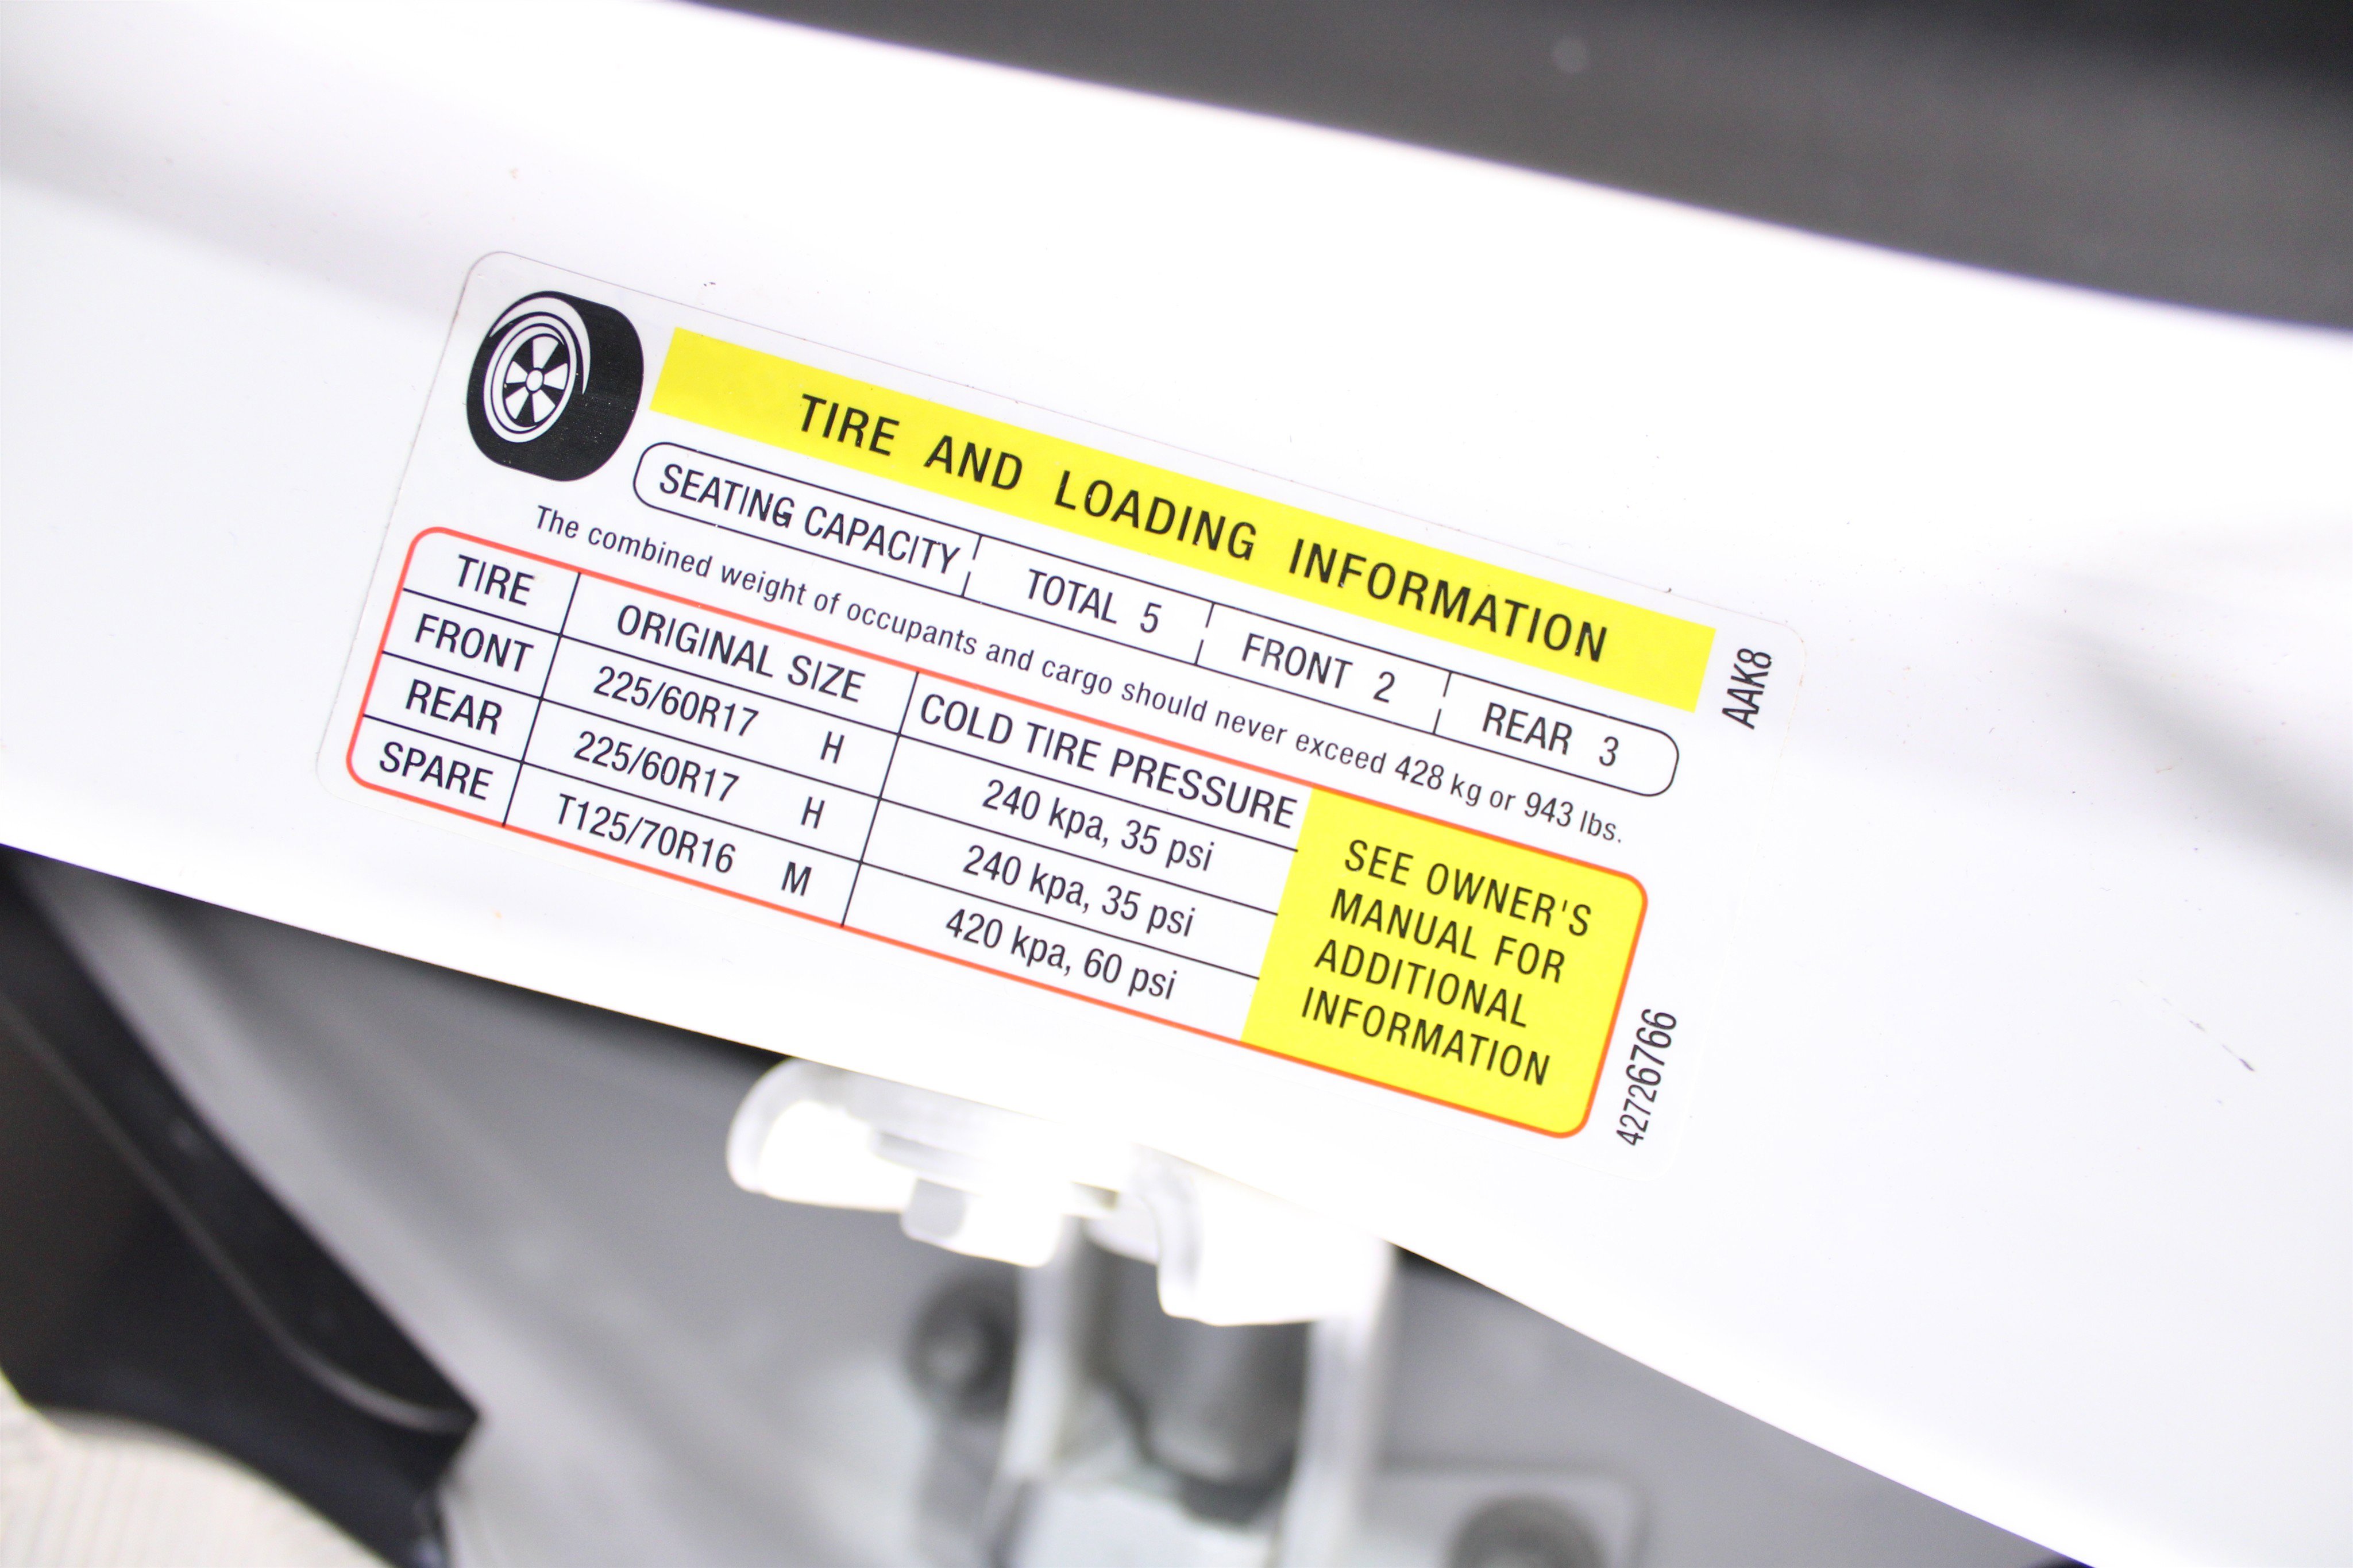 TIRE AND LOADING INFORMATION
SEATING CAPACITY TOTAL 5 FRONT 2 REAR 3
The combined weight of occupants and cargo should never exceed 428 kg or 943 lbs.
TIRE ORIGINAL SIZE COLD TIRE PRESSURE
FRONT 225/60R17 H 240 kpa, 35 psi
REAR 225/60R17 H 240 kpa, 35 psi
SPARE T125/70R16 M 420 kpa, 60 psi
SEE OWNER'S
MANUAL FOR
ADDITIONAL
INFORMATION
AAK8
42726766